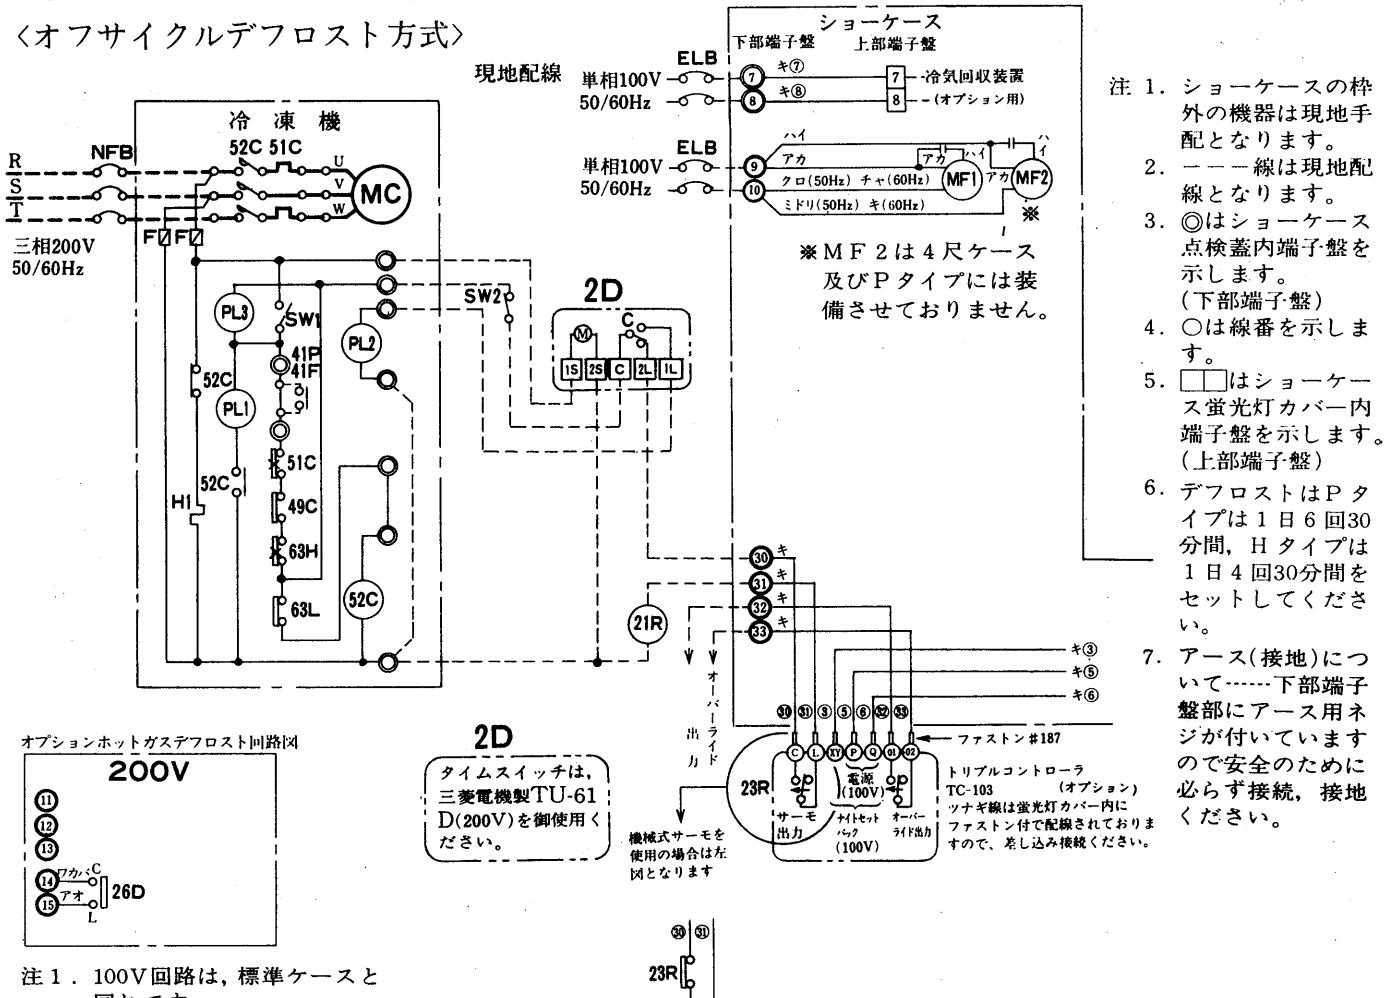 〈オフサイクルデフロスト方式〉
冷凍機
NFB
52C 51C
R
S
T
U
V
W
MC
三相200V
50/60Hz
F
F
PL3
SW1
PL2
41P
41F
52C
PL1
51C
52C
49C
H1
63H
63L
52C
現地配線
単相100V
50/60Hz
ELB
単相100V
50/60Hz
ELB
ショーケース
下部端子盤
上部端子盤
⑦ キ⑦ 7 冷気回収装置
⑧ キ⑧ 8 (オプション用)
⑨
⑩
ハイ
アカ
クロ(50Hz) チャ(60Hz)
ミドリ(50Hz) キ(60Hz)
アカ
ハイ
MF1
アカ
ハイ
MF2
※
※MF2は4尺ケース
及びPタイプには装
備させておりません。
SW2
2D
M
C
1S 2S C 2L 1L
21R
㉚ キ
㉛ キ
㉜ キ
㉝ キ
キ③
キ⑤
キ⑥
オーバーライド
出力
㉚ ㉛ ③ ⑤ ⑥ ㉜ ㉝
ファストン♯187
C L XY P Q 01 02
23R
電源
(100V)
サーモ
出力
ナイトセット
バック
(100V)
オーバー
ライド出力
トリプルコントローラ
TC-103 (オプション)
ツナギ線は蛍光灯カバー内に
ファストン付で配線されておりま
すので、差し込み接続ください。
機械式サーモを
使用の場合は左
図となります
㉚ ㉛
23R
2D
タイムスイッチは,
三菱電機製TU-61
D(200V)を御使用く
ださい。
オプションホットガスデフロスト回路図
200V
⑪
⑫
⑬
⑭ ワカバ C
⑮ アオ L
26D
注1. 100V回路は,標準ケースと
注 1. ショーケースの枠
外の機器は現地手
配となります。
2. ---線は現地配
線となります。
3. ◎はショーケース
点検蓋内端子盤を
示します。
(下部端子盤)
4. ○は線番を示しま
す。
5. □□はショーケー
ス蛍光灯カバー内
端子盤を示します。
(上部端子盤)
6. デフロストはPタ
イプは1日6回30
分間, Hタイプは
1日4回30分間を
セットしてくださ
い。
7. アース(接地)につ
いて……下部端子
盤部にアース用ネ
ジが付いています
ので安全のために
必らず接続, 接地
ください。